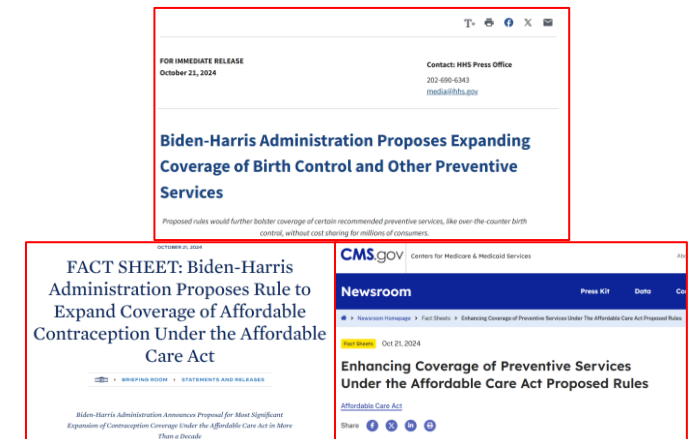 FOR IMMEDIATE RELEASE
October 21, 2024
Contact: HHS Press Office
202-690-6343
media@hhs.gov
Biden-Harris Administration Proposes Expanding
Coverage of Birth Control and Other Preventive
Services
Proposed rules would further bolster coverage of certain recommended preventive services, like over-the-counter birth
control, without cost sharing for millions of consumers.
OCTOBER 21, 2024
FACT SHEET: Biden-Harris
Administration Proposes Rule to
Expand Coverage of Affordable
Contraception Under the Affordable
Care Act
BRIEFING ROOM
STATEMENTS AND RELEASES
Biden-Harris Administration Announces Proposal for Most Significant
Expansion of Contraception Coverage Under the Affordable Care Act in More
Than a Decade
CMS.gov Centers for Medicare & Medicaid Services
Newsroom Press Kit Data
Newsroom Homepage > Fact Sheets > Enhancing Coverage of Preventive Services Under The Affordable Care Act Proposed Rules
Fact Sheets Oct 21, 2024
Enhancing Coverage of Preventive Services
Under the Affordable Care Act Proposed Rules
Affordable Care Act
Share